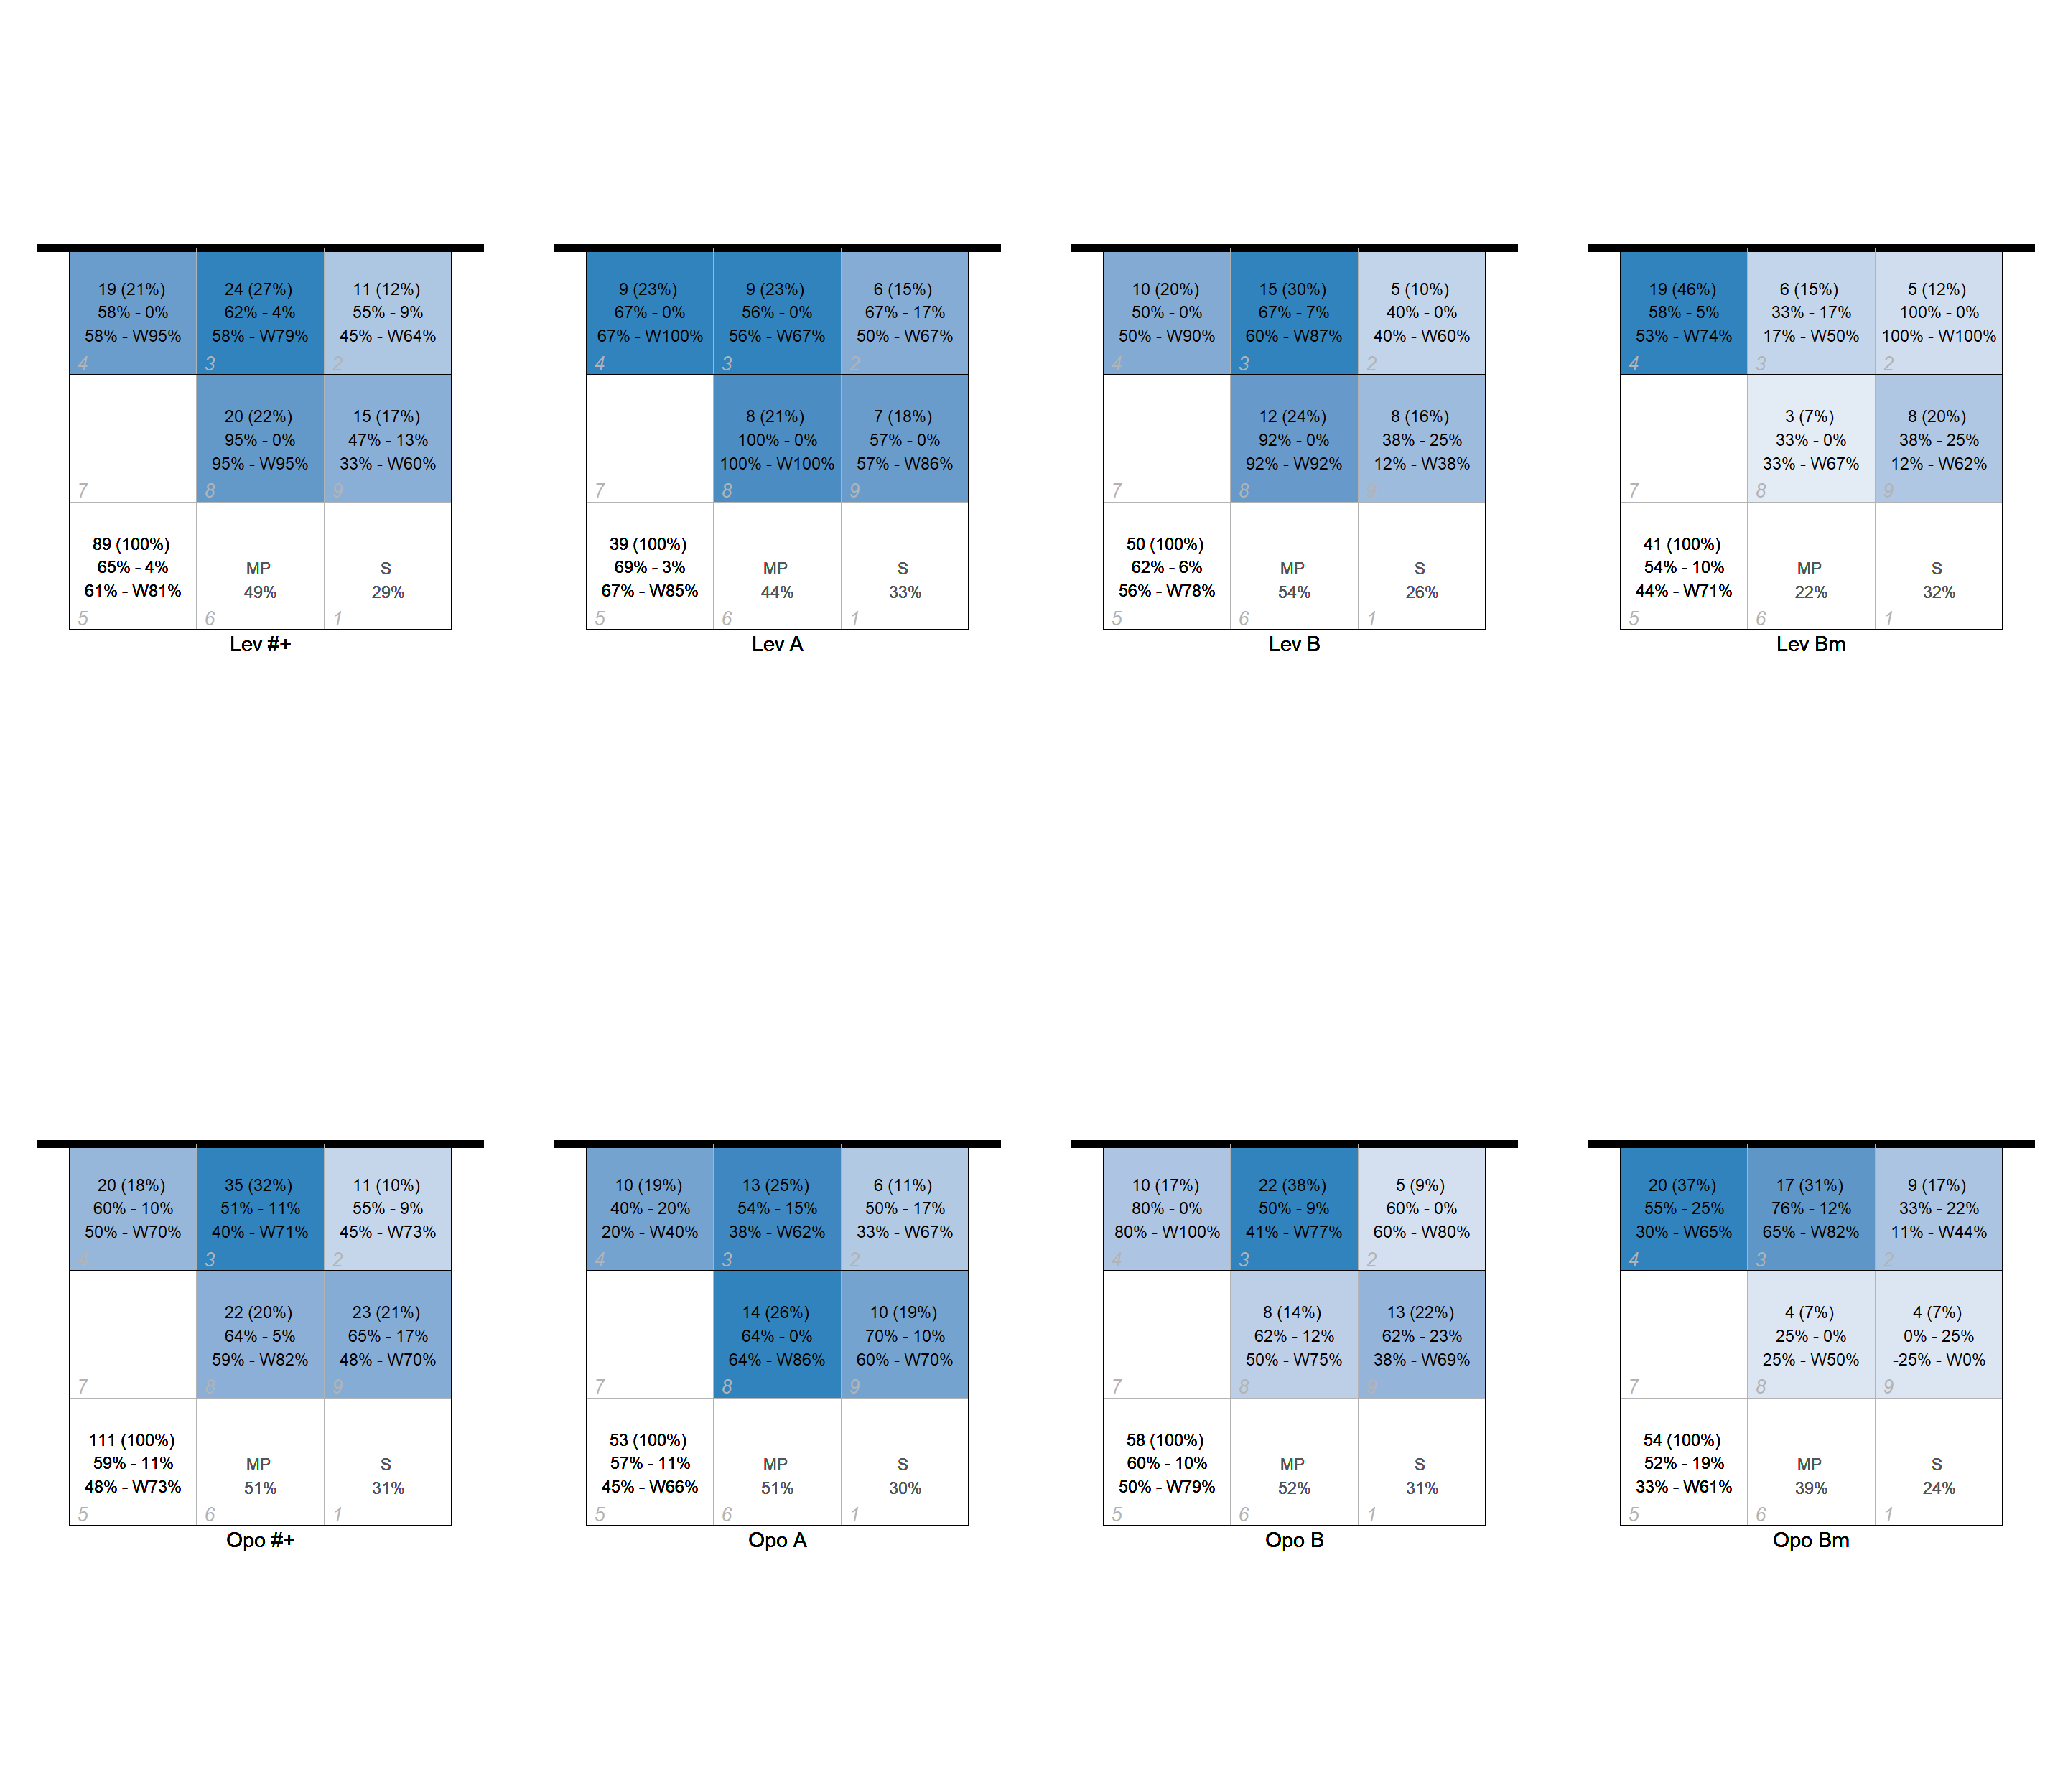 19 (21%)
58% - 0%
58% - W95%
4
24 (27%)
62% - 4%
58% - W79%
3
11 (12%)
55% - 9%
45% - W64%
2
7
20 (22%)
95% - 0%
95% - W95%
8
15 (17%)
47% - 13%
33% - W60%
9
89 (100%)
65% - 4%
61% - W81%
5
MP
49%
6
S
29%
1
Lev #+
9 (23%)
67% - 0%
67% - W100%
4
9 (23%)
56% - 0%
56% - W67%
3
6 (15%)
67% - 17%
50% - W67%
2
7
8 (21%)
100% - 0%
100% - W100%
8
7 (18%)
57% - 0%
57% - W86%
9
39 (100%)
69% - 3%
67% - W85%
5
MP
44%
6
S
33%
1
Lev A
10 (20%)
50% - 0%
50% - W90%
4
15 (30%)
67% - 7%
60% - W87%
3
5 (10%)
40% - 0%
40% - W60%
2
7
12 (24%)
92% - 0%
92% - W92%
8
8 (16%)
38% - 25%
12% - W38%
9
50 (100%)
62% - 6%
56% - W78%
5
MP
54%
6
S
26%
1
Lev B
19 (46%)
58% - 5%
53% - W74%
4
6 (15%)
33% - 17%
17% - W50%
3
5 (12%)
100% - 0%
100% - W100%
2
7
3 (7%)
33% - 0%
33% - W67%
8
8 (20%)
38% - 25%
12% - W62%
9
41 (100%)
54% - 10%
44% - W71%
5
MP
22%
6
S
32%
1
Lev Bm
20 (18%)
60% - 10%
50% - W70%
4
35 (32%)
51% - 11%
40% - W71%
3
11 (10%)
55% - 9%
45% - W73%
2
7
22 (20%)
64% - 5%
59% - W82%
8
23 (21%)
65% - 17%
48% - W70%
9
111 (100%)
59% - 11%
48% - W73%
5
MP
51%
6
S
31%
1
Opo #+
10 (19%)
40% - 20%
20% - W40%
4
13 (25%)
54% - 15%
38% - W62%
3
6 (11%)
50% - 17%
33% - W67%
2
7
14 (26%)
64% - 0%
64% - W86%
8
10 (19%)
70% - 10%
60% - W70%
9
53 (100%)
57% - 11%
45% - W66%
5
MP
51%
6
S
30%
1
Opo A
10 (17%)
80% - 0%
80% - W100%
4
22 (38%)
50% - 9%
41% - W77%
3
5 (9%)
60% - 0%
60% - W80%
2
7
8 (14%)
62% - 12%
50% - W75%
8
13 (22%)
62% - 23%
38% - W69%
9
58 (100%)
60% - 10%
50% - W79%
5
MP
52%
6
S
31%
1
Opo B
20 (37%)
55% - 25%
30% - W65%
4
17 (31%)
76% - 12%
65% - W82%
3
9 (17%)
33% - 22%
11% - W44%
2
7
4 (7%)
25% - 0%
25% - W50%
8
4 (7%)
0% - 25%
-25% - W0%
9
54 (100%)
52% - 19%
33% - W61%
5
MP
39%
6
S
24%
1
Opo Bm